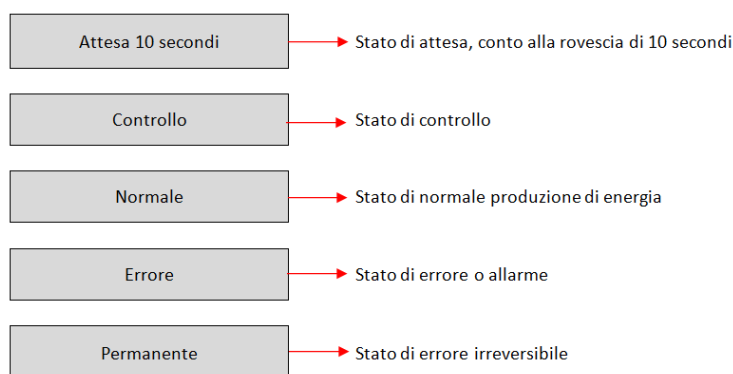 Attesa 10 secondi Stato di attesa, conto alla rovescia di 10 secondi
Controllo Stato di controllo
Normale Stato di normale produzione di energia
Errore Stato di errore o allarme
Permanente Stato di errore irreversibile